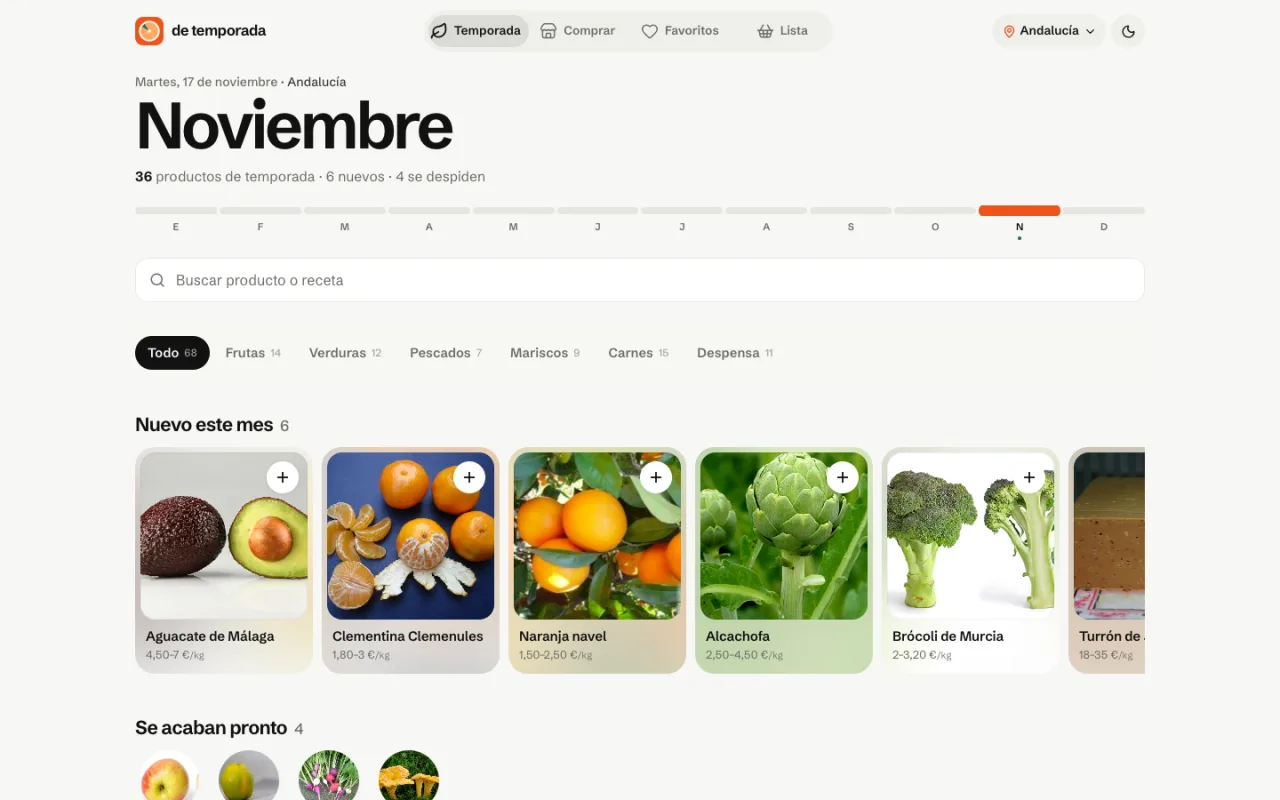 de temporada
Temporada
Comprar
Favoritos
Lista
Andalucía
Martes, 17 de noviembre · Andalucía
Noviembre
36 productos de temporada · 6 nuevos · 4 se despiden
E F M A M J J A S O N D
Buscar producto o receta
Todo 68 Frutas 14 Verduras 12 Pescados 7 Mariscos 9 Carnes 15 Despensa 11
Nuevo este mes 6
Aguacate de Málaga
4,50-7 €/kg
Clementina Clemenules
1,80-3 €/kg
Naranja navel
1,50-2,50 €/kg
Alcachofa
2,50-4,50 €/kg
Brócoli de Murcia
2-3,20 €/kg
Turrón de
18-35 €/kg
Se acaban pronto 4